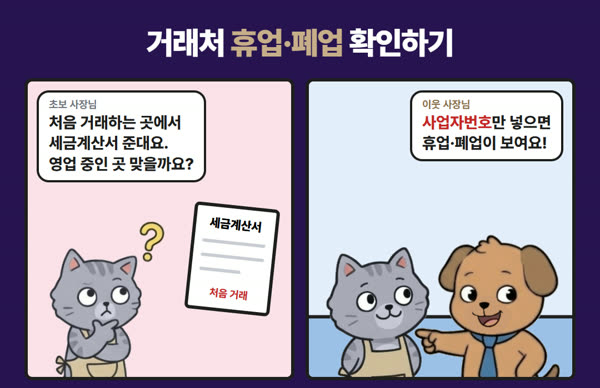 거래처 휴업·폐업 확인하기
초보 사장님
처음 거래하는 곳에서
세금계산서 준대요.
영업 중인 곳 맞을까요?
?
세금계산서
처음 거래
이웃 사장님
사업자번호만 넣으면
휴업·폐업이 보여요!